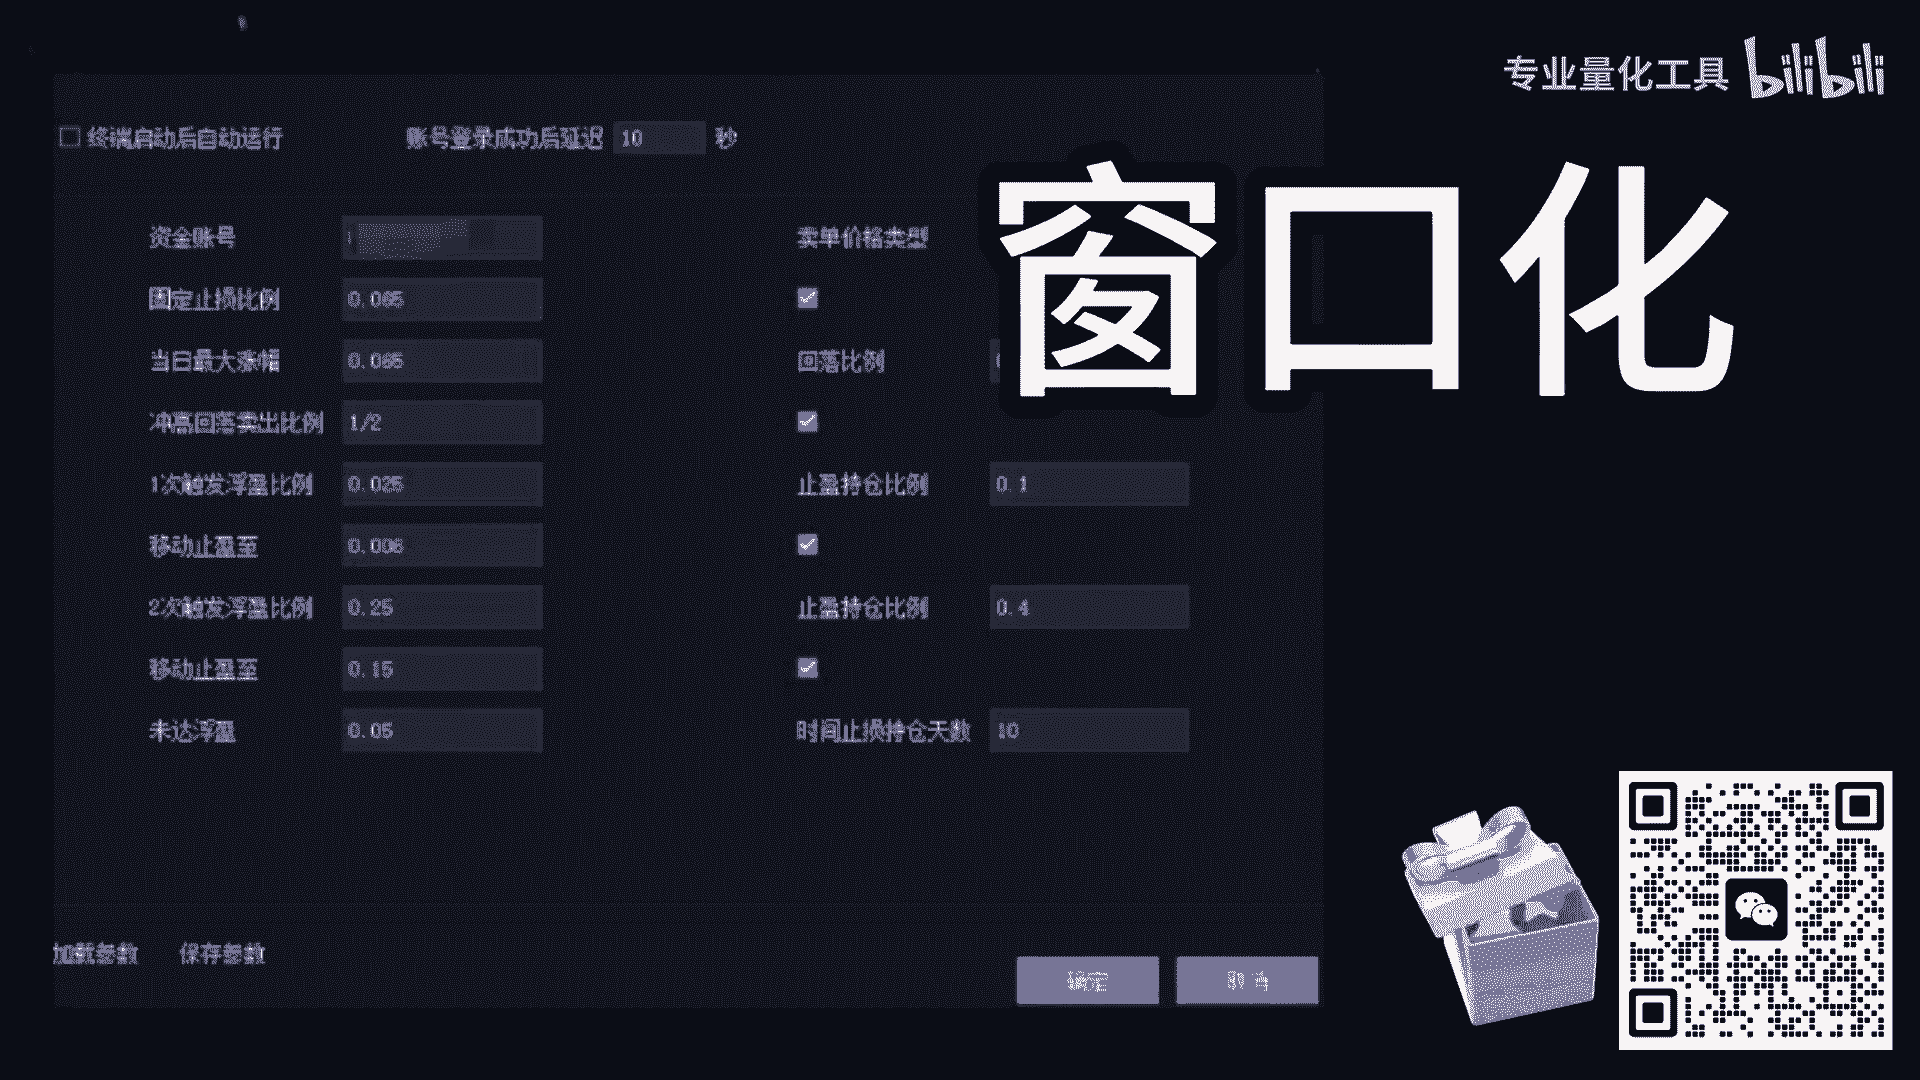 专业量化工具 bilibili
窗口化
终端启动后自动运行 账号登录成功后延迟 10 秒
资金账号 卖单价格类型
固定止损比例 0.065
当日最大涨幅 0.065 回落比例
冲高回落卖出比例 1/2
1次触发浮盈比例 0.025 止盈持仓比例 0.1
移动止盈至 0.006
2次触发浮盈比例 0.25 止盈持仓比例 0.4
移动止盈至 0.15
未达浮盈 0.05 时间止损持仓天数 10
加载参数 保存参数
确定 取消